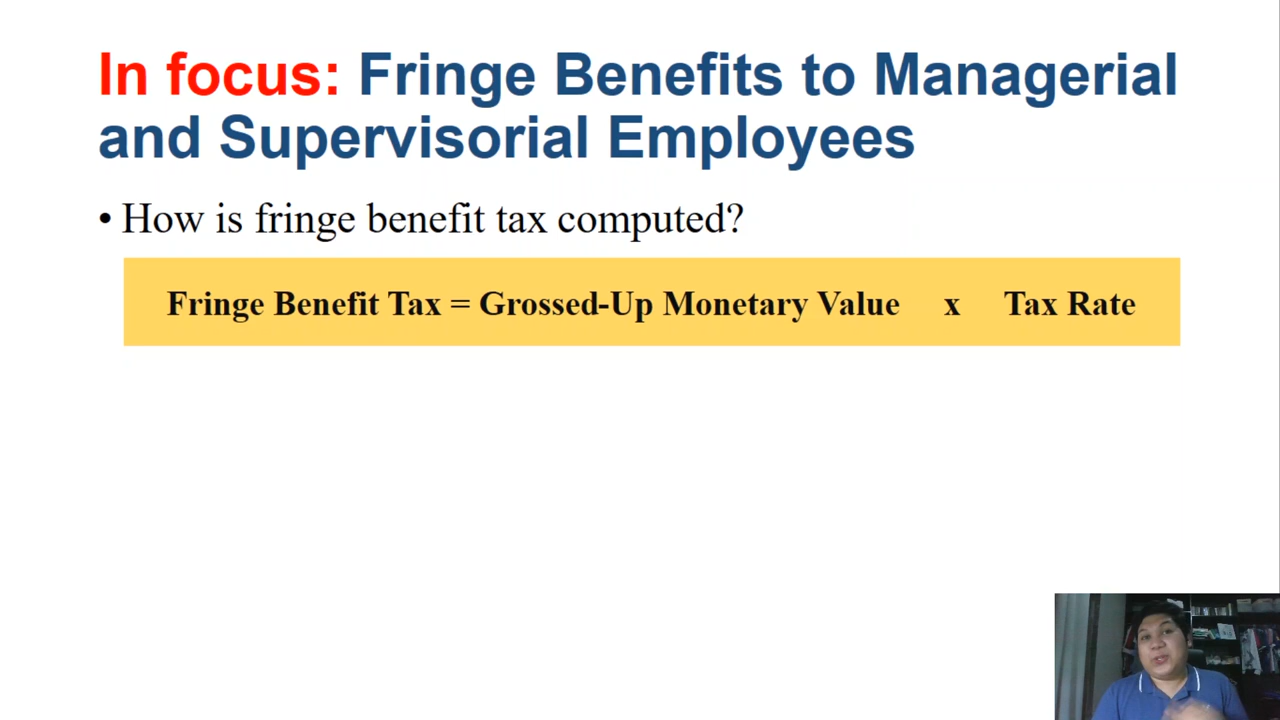 In focus: Fringe Benefits to Managerial
and Supervisorial Employees
• How is fringe benefit tax computed?
Fringe Benefit Tax = Grossed-Up Monetary Value x Tax Rate